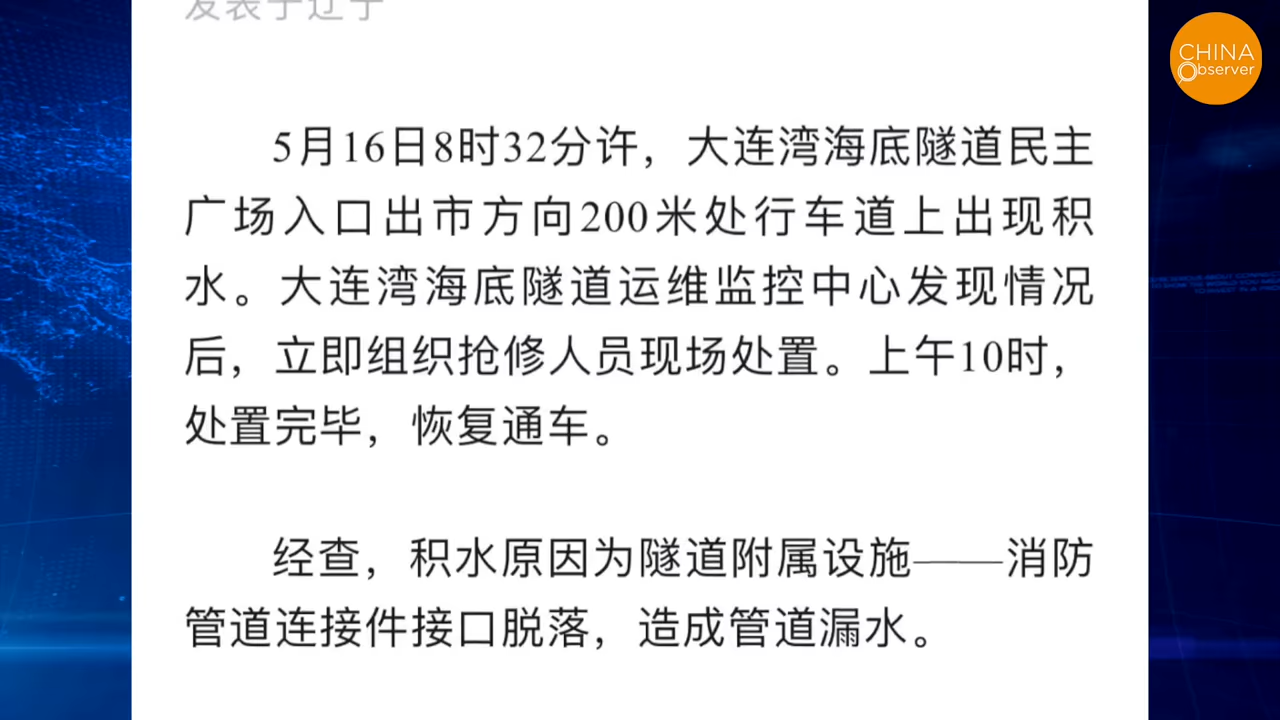 发表于辽宁
CHINA
Observer
5月16日8时32分许，大连湾海底隧道民主
广场入口出市方向200米处行车道上出现积
水。大连湾海底隧道运维监控中心发现情况
后，立即组织抢修人员现场处置。上午10时，
处置完毕，恢复通车。
经查，积水原因为隧道附属设施——消防
管道连接件接口脱落，造成管道漏水。